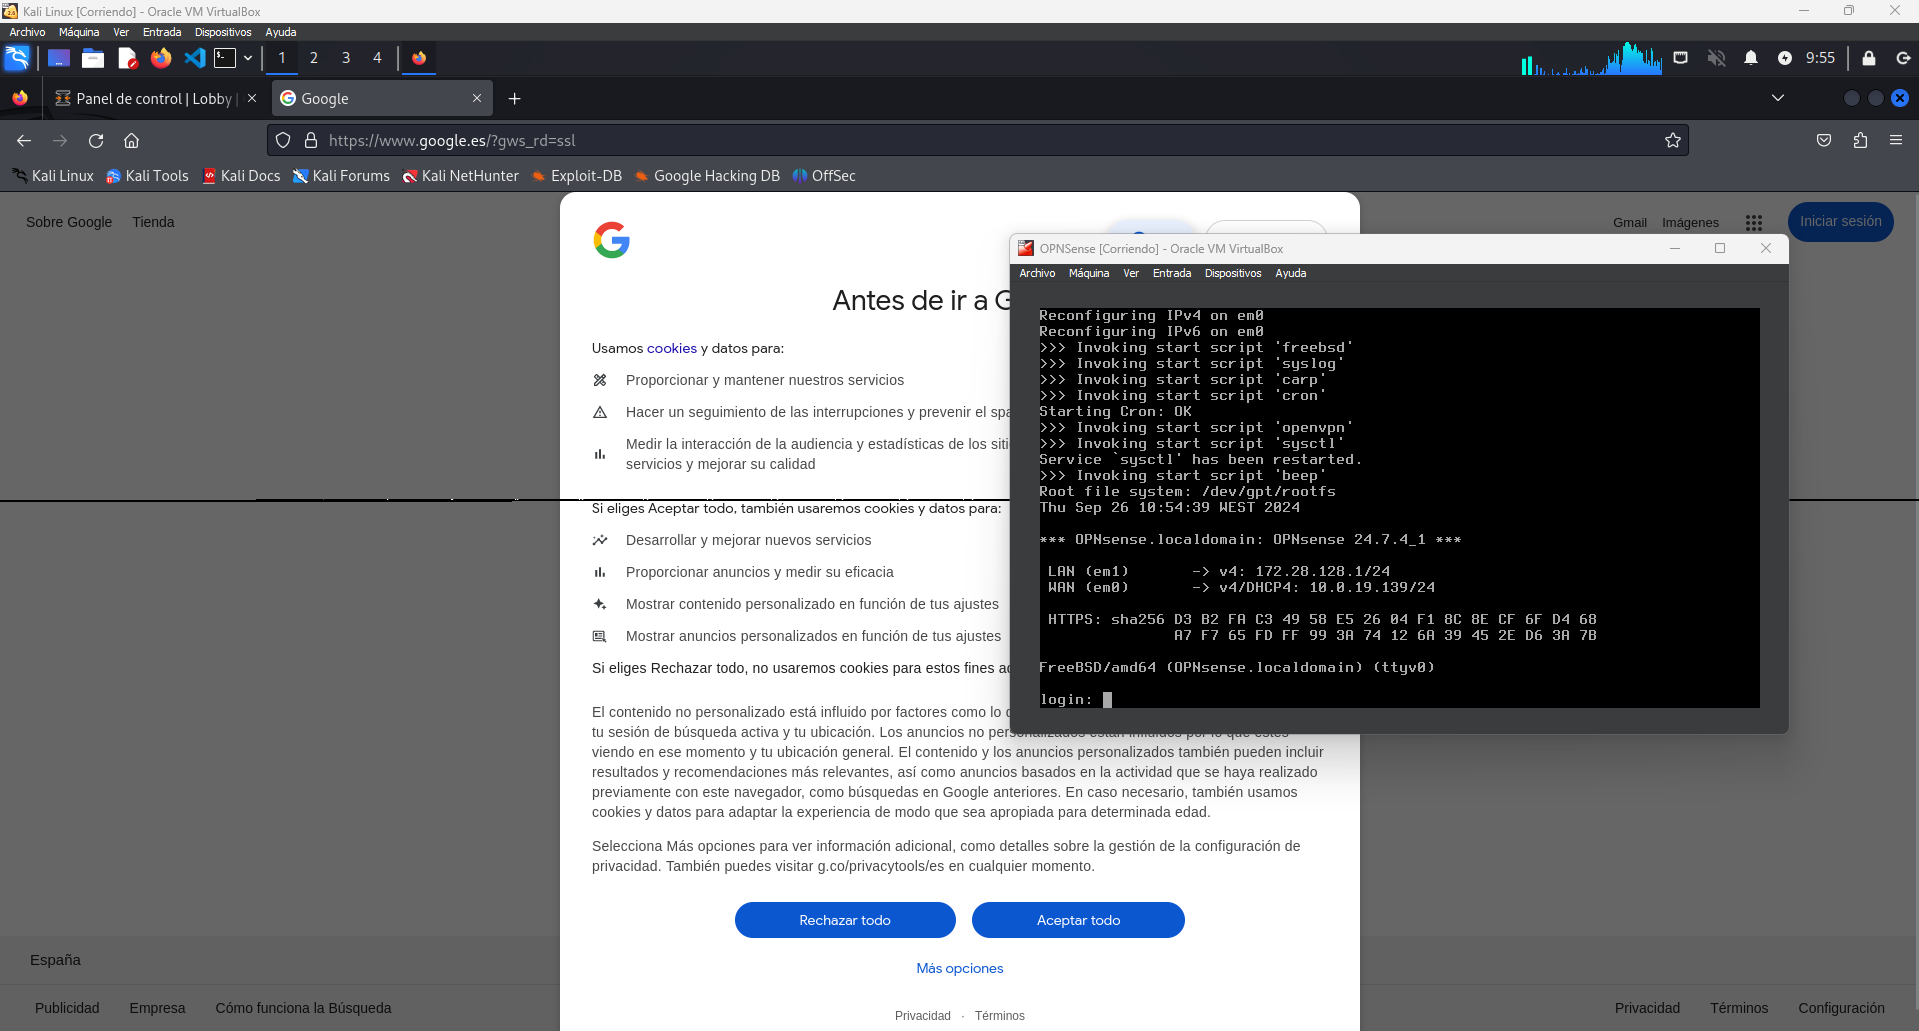 Kali Linux [Corriendo] - Oracle VM VirtualBox
Archivo Máquina Ver Entrada Dispositivos Ayuda
1 2 3 4 9:55
Panel de control | Lobby | Google
https://www.google.es/?gws_rd=ssl
Kali Linux Kali Tools Kali Docs Kali Forums Kali NetHunter Exploit-DB Google Hacking DB OffSec
Sobre Google Tienda Gmail Imágenes Iniciar sesión
Antes de ir a G
Usamos cookies y datos para:
Proporcionar y mantener nuestros servicios
Hacer un seguimiento de las interrupciones y prevenir el spa
Medir la interacción de la audiencia y estadísticas de los siti
servicios y mejorar su calidad
Si eliges Aceptar todo, también usaremos cookies y datos para:
Desarrollar y mejorar nuevos servicios
Proporcionar anuncios y medir su eficacia
Mostrar contenido personalizado en función de tus ajustes
Mostrar anuncios personalizados en función de tus ajustes
Si eliges Rechazar todo, no usaremos cookies para estos fines ad
El contenido no personalizado está influido por factores como lo
tu sesión de búsqueda activa y tu ubicación. Los anuncios no personalizados están influidos por lo que estés
viendo en ese momento y tu ubicación general. El contenido y los anuncios personalizados también pueden incluir
resultados y recomendaciones más relevantes, así como anuncios basados en la actividad que se haya realizado
previamente con este navegador, como búsquedas en Google anteriores. En caso necesario, también usamos
cookies y datos para adaptar la experiencia de modo que sea apropiada para determinada edad.
Selecciona Más opciones para ver información adicional, como detalles sobre la gestión de la configuración de
privacidad. También puedes visitar g.co/privacytools/es en cualquier momento.
Rechazar todo Aceptar todo
Más opciones
Privacidad · Términos
España
Publicidad Empresa Cómo funciona la Búsqueda Privacidad Términos Configuración
OPNSense [Corriendo] - Oracle VM VirtualBox
Archivo Máquina Ver Entrada Dispositivos Ayuda
Reconfiguring IPv4 on em0
Reconfiguring IPv6 on em0
>>> Invoking start script 'freebsd'
>>> Invoking start script 'syslog'
>>> Invoking start script 'carp'
>>> Invoking start script 'cron'
Starting Cron: OK
>>> Invoking start script 'openvpn'
>>> Invoking start script 'sysctl'
Service `sysctl' has been restarted.
>>> Invoking start script 'beep'
Root file system: /dev/gpt/rootfs
Thu Sep 26 10:54:39 WEST 2024
*** OPNsense.localdomain: OPNsense 24.7.4_1 ***
LAN (em1) -> v4: 172.28.128.1/24
WAN (em0) -> v4/DHCP4: 10.0.19.139/24
HTTPS: sha256 D3 B2 FA C3 49 58 E5 26 04 F1 8C 8E CF 6F D4 68
A7 F7 65 FD FF 99 3A 74 12 6A 39 45 2E D6 3A 7B
FreeBSD/amd64 (OPNsense.localdomain) (ttyv0)
login: